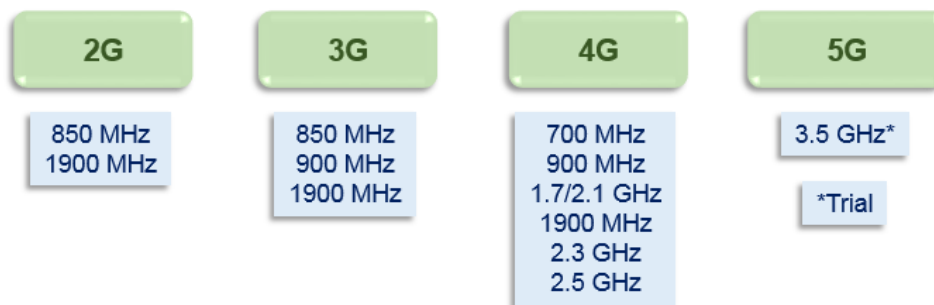 2G
850 MHz
1900 MHz
3G
850 MHz
900 MHz
1900 MHz
4G
700 MHz
900 MHz
1.7/2.1 GHz
1900 MHz
2.3 GHz
2.5 GHz
5G
3.5 GHz*
*Trial